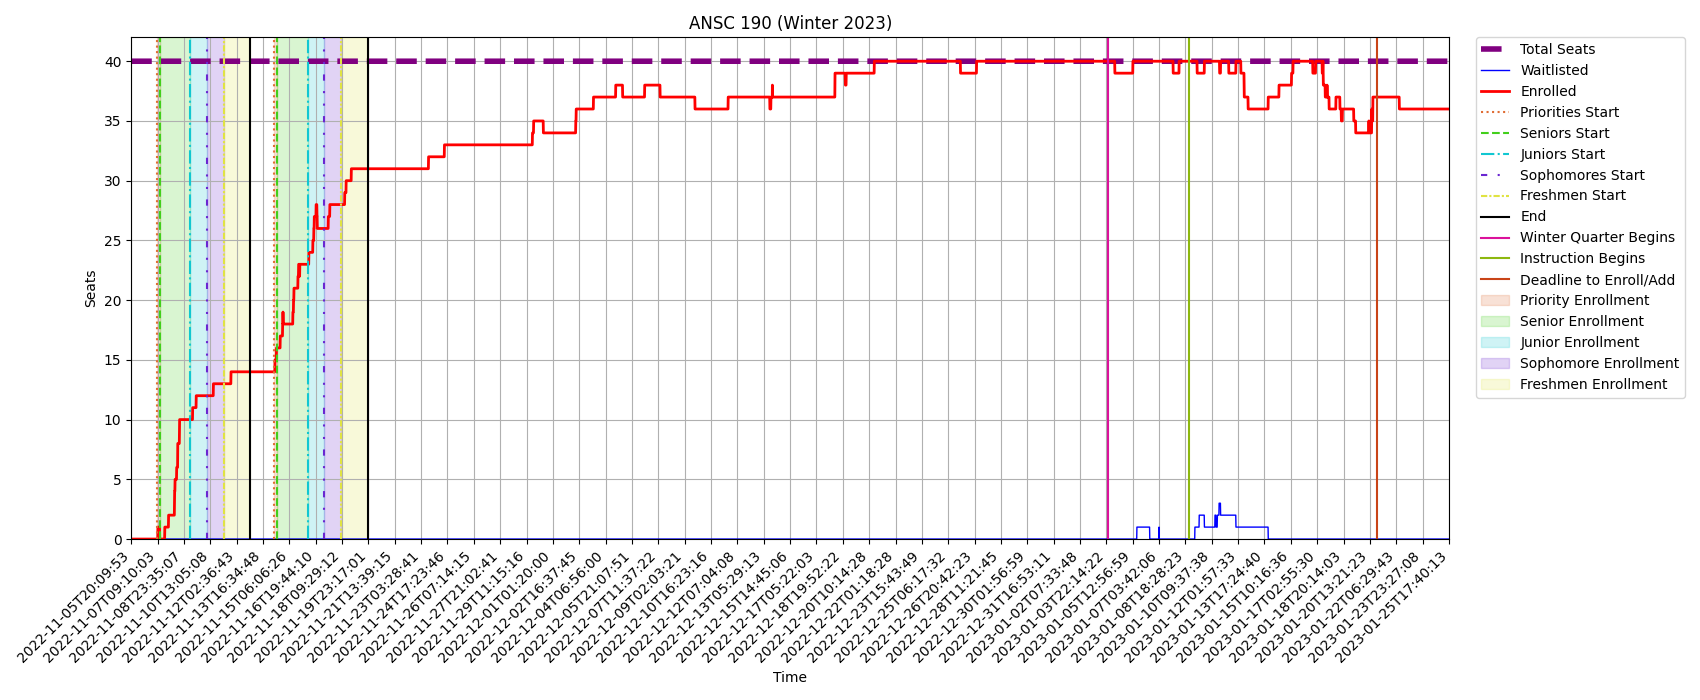 ANSC 190 (Winter 2023)
Seats
40
35
30
25
20
15
10
5
0
2022-11-05T20:09:53
2022-11-07T09:10:03
2022-11-08T23:35:07
2022-11-10T13:05:08
2022-11-12T02:36:43
2022-11-13T16:34:48
2022-11-15T06:06:26
2022-11-16T19:44:10
2022-11-18T09:29:12
2022-11-19T23:17:01
2022-11-21T13:39:15
2022-11-23T03:28:41
2022-11-24T17:23:46
2022-11-26T07:14:15
2022-11-27T21:02:41
2022-11-29T11:15:16
2022-12-01T01:20:00
2022-12-02T16:37:45
2022-12-04T06:56:00
2022-12-05T21:07:51
2022-12-07T11:37:22
2022-12-09T02:03:21
2022-12-10T16:23:16
2022-12-12T07:04:08
2022-12-13T05:29:13
2022-12-15T14:45:06
2022-12-17T05:22:03
2022-12-18T19:52:22
2022-12-20T10:14:28
2022-12-22T01:18:28
2022-12-23T15:43:49
2022-12-25T06:17:32
2022-12-26T20:42:23
2022-12-28T11:21:45
2022-12-30T01:56:59
2022-12-31T16:53:11
2023-01-02T07:33:48
2023-01-03T22:14:22
2023-01-05T12:56:59
2023-01-07T03:42:06
2023-01-08T18:28:23
2023-01-10T09:37:38
2023-01-12T01:57:33
2023-01-13T17:24:40
2023-01-15T10:16:36
2023-01-17T02:55:30
2023-01-18T20:14:03
2023-01-20T13:21:23
2023-01-22T06:29:43
2023-01-23T23:27:08
2023-01-25T17:40:13
Time
Total Seats
Waitlisted
Enrolled
Priorities Start
Seniors Start
Juniors Start
Sophomores Start
Freshmen Start
End
Winter Quarter Begins
Instruction Begins
Deadline to Enroll/Add
Priority Enrollment
Senior Enrollment
Junior Enrollment
Sophomore Enrollment
Freshmen Enrollment